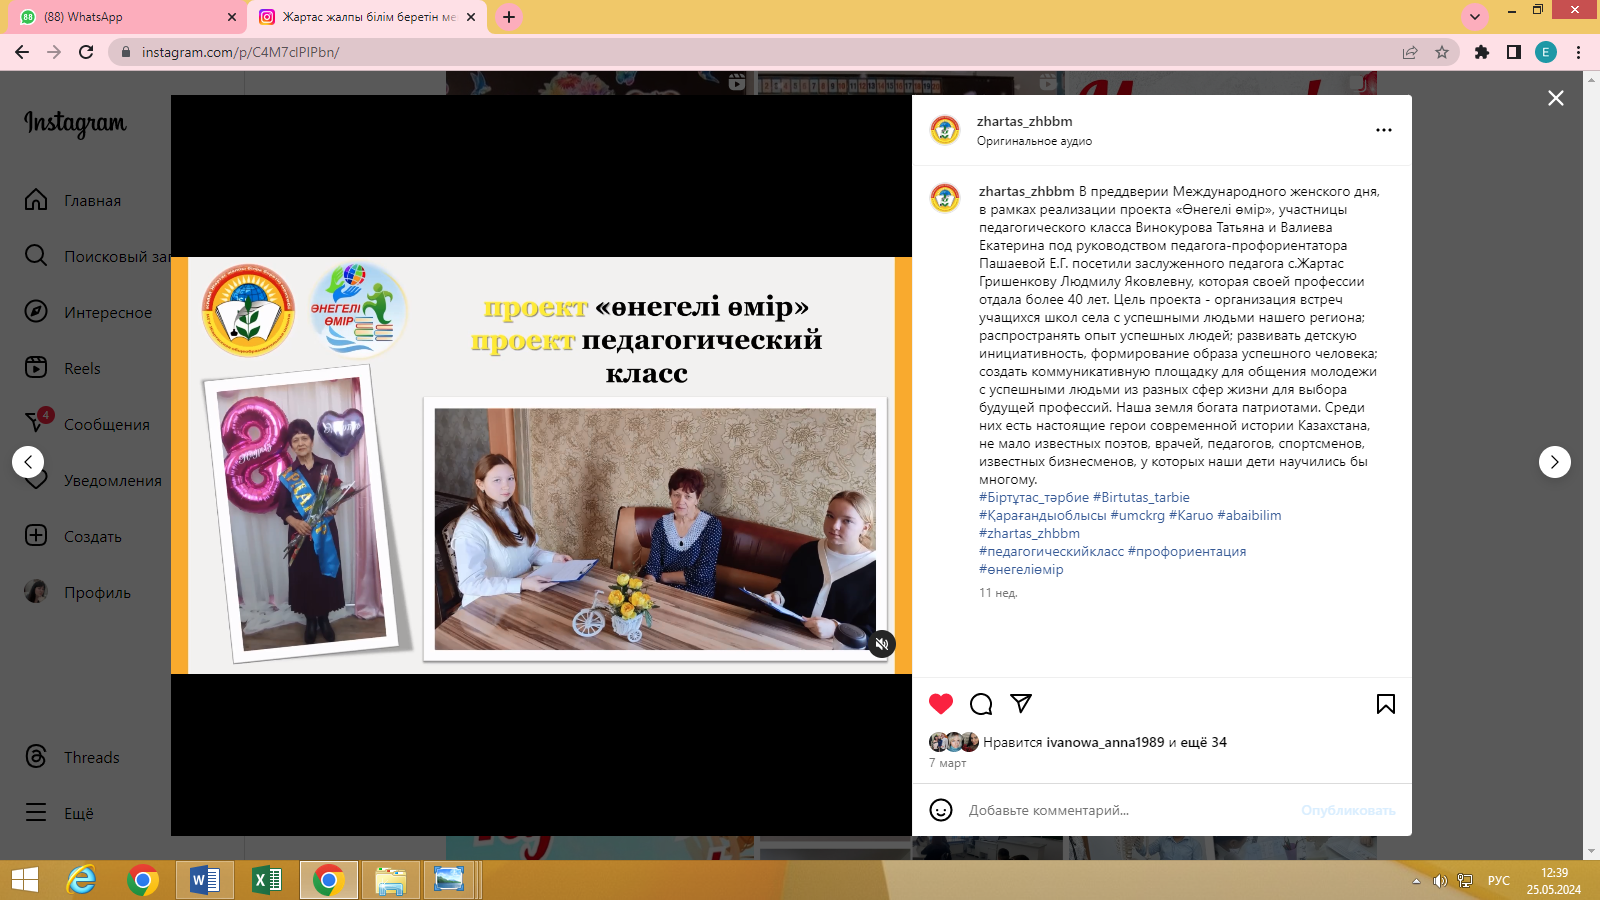 (88) WhatsApp
Жартас жалпы білім беретін ме
instagram.com/p/C4M7clPIPbn/
E
Instagram
Главная
Поисковый за
Интересное
Reels
4
Сообщения
Уведомления
Создать
Профиль
Threads
Ещё
ӨНЕГЕЛІ
ӨМІР
проект «өнегелі өмір»
проект педагогический
класс
zhartas_zhbbm
Оригинальное аудио
zhartas_zhbbm В преддверии Международного женского дня,
в рамках реализации проекта «Өнегелі өмір», участницы
педагогического класса Винокурова Татьяна и Валиева
Екатерина под руководством педагога-профориентатора
Пашаевой Е.Г. посетили заслуженного педагога с.Жартас
Гришенкову Людмилу Яковлевну, которая своей профессии
отдала более 40 лет. Цель проекта - организация встреч
учащихся школ села с успешными людьми нашего региона;
распространять опыт успешных людей; развивать детскую
инициативность, формирование образа успешного человека;
создать коммуникативную площадку для общения молодежи
с успешными людьми из разных сфер жизни для выбора
будущей профессий. Наша земля богата патриотами. Среди
них есть настоящие герои современной истории Казахстана,
не мало известных поэтов, врачей, педагогов, спортсменов,
известных бизнесменов, у которых наши дети научились бы
многому.
#Біртұтас_тәрбие #Birtutas_tarbie
#Қарағандыоблысы #umckrg #Karuo #abaibilim
#zhartas_zhbbm
#педагогическийкласс #профориентация
#өнегеліөмір
11 нед.
Нравится ivanowa_anna1989 и ещё 34
7 март
Добавьте комментарий...
Опубликовать
РУС
12:39
25.05.2024